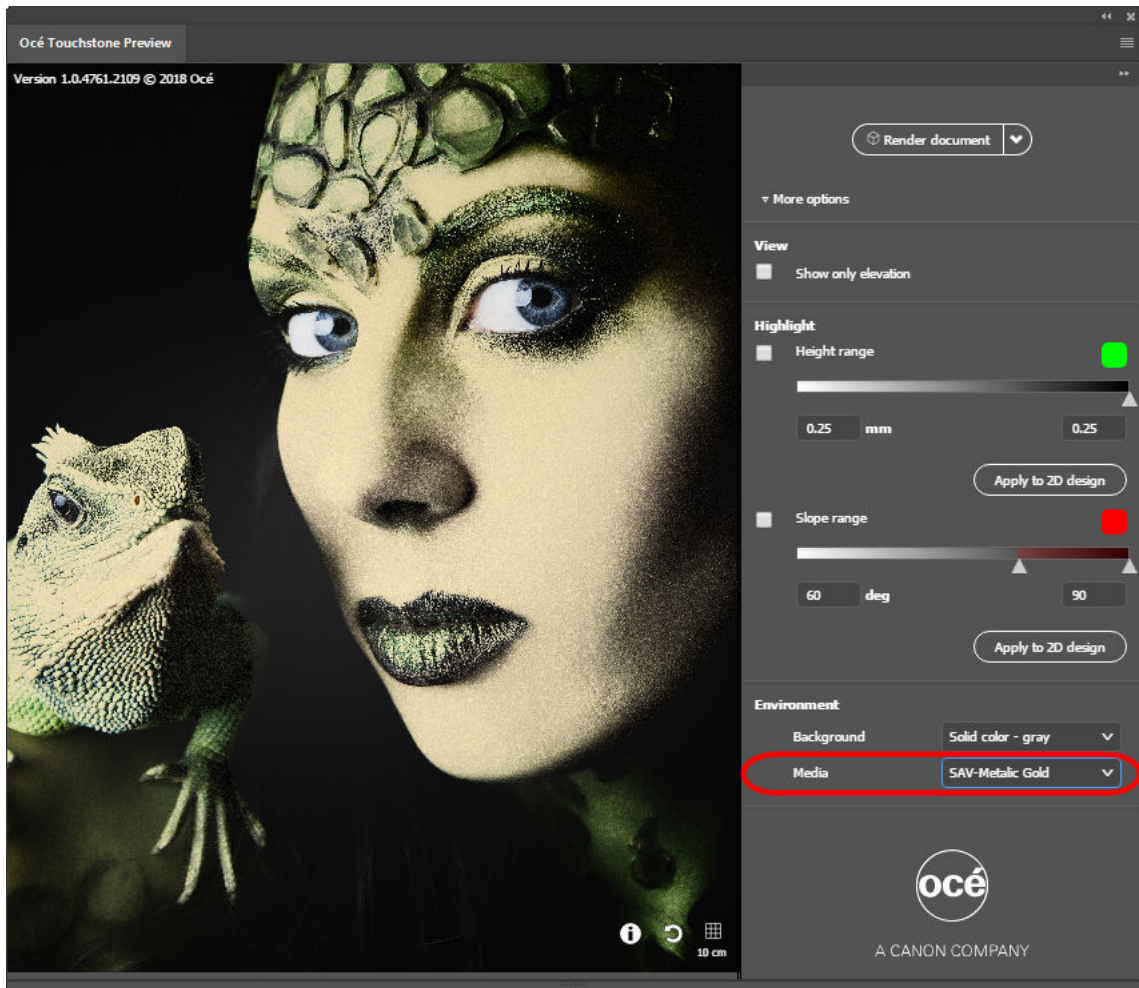 Océ Touchstone Preview
Version 1.0.4761.2109 © 2018 Océ
Render document
More options
View
Show only elevation
Highlight
Height range
0.25 mm 0.25
Apply to 2D design
Slope range
60 deg 90
Apply to 2D design
Environment
Background Solid color - gray
Media SAV-Metalic Gold
10 cm
océ
A CANON COMPANY